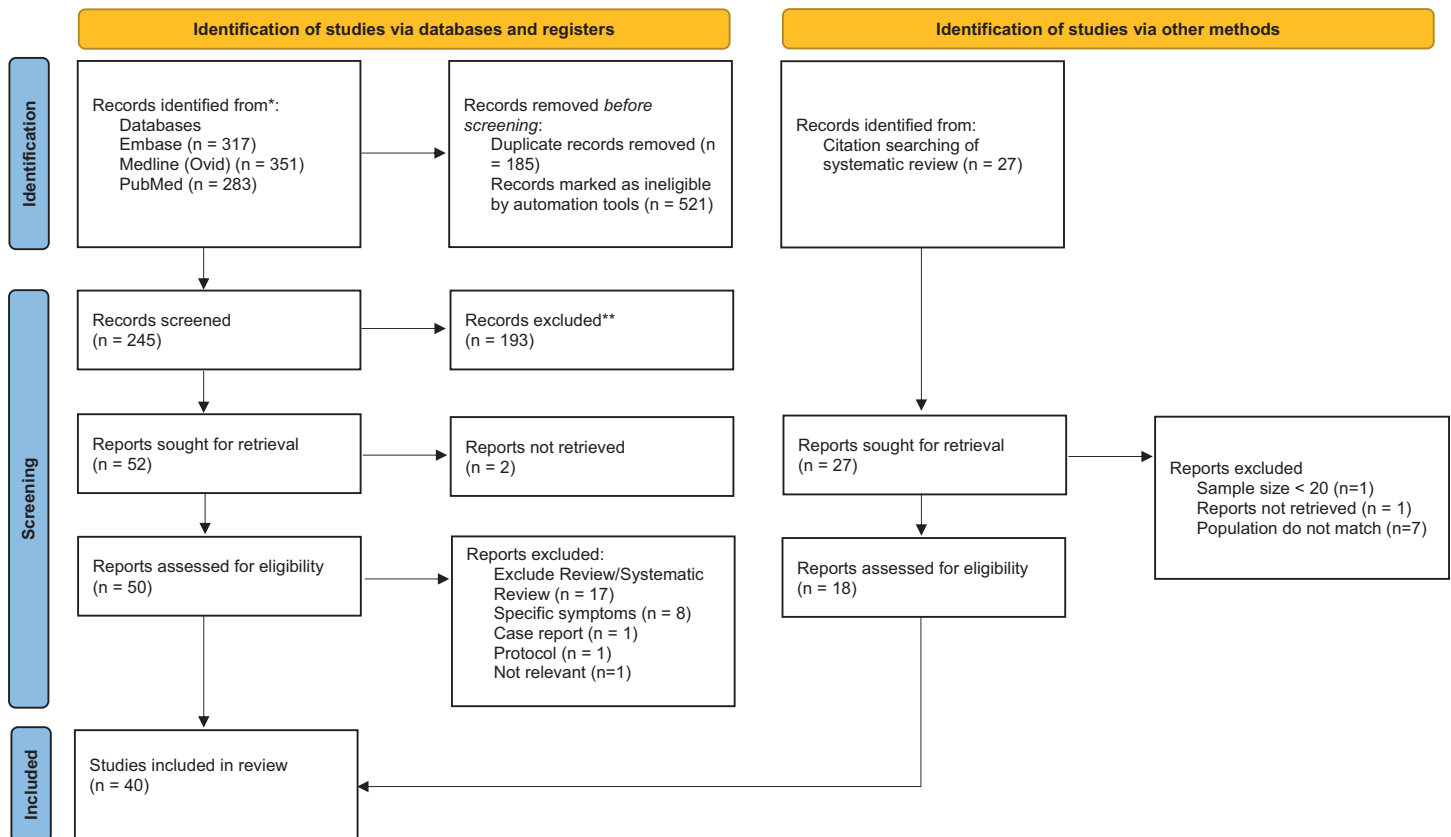 Identification of studies via databases and registers
Identification of studies via other methods
Identification
Records identified from*:
Databases
Embase (n = 317)
Medline (Ovid) (n = 351)
PubMed (n = 283)
Records removed before
screening:
Duplicate records removed (n
= 185)
Records marked as ineligible
by automation tools (n = 521)
Records identified from:
Citation searching of
systematic review (n = 27)
Screening
Records screened
(n = 245)
Records excluded**
(n = 193)
Reports sought for retrieval
(n = 52)
Reports not retrieved
(n = 2)
Reports sought for retrieval
(n = 27)
Reports excluded
Sample size < 20 (n=1)
Reports not retrieved (n = 1)
Population do not match (n=7)
Reports assessed for eligibility
(n = 50)
Reports excluded:
Exclude Review/Systematic
Review (n = 17)
Specific symptoms (n = 8)
Case report (n = 1)
Protocol (n = 1)
Not relevant (n=1)
Reports assessed for eligibility
(n = 18)
Included
Studies included in review
(n = 40)